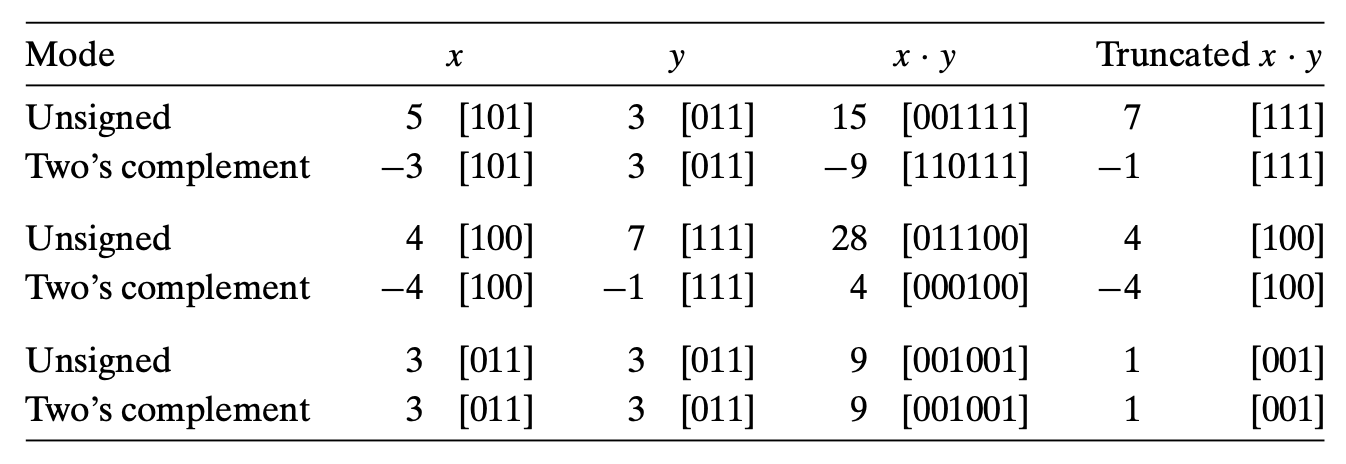 Mode x y x · y Truncated x · y
Unsigned 5 [101] 3 [011] 15 [001111] 7 [111]
Two’s complement −3 [101] 3 [011] −9 [110111] −1 [111]
Unsigned 4 [100] 7 [111] 28 [011100] 4 [100]
Two’s complement −4 [100] −1 [111] 4 [000100] −4 [100]
Unsigned 3 [011] 3 [011] 9 [001001] 1 [001]
Two’s complement 3 [011] 3 [011] 9 [001001] 1 [001]